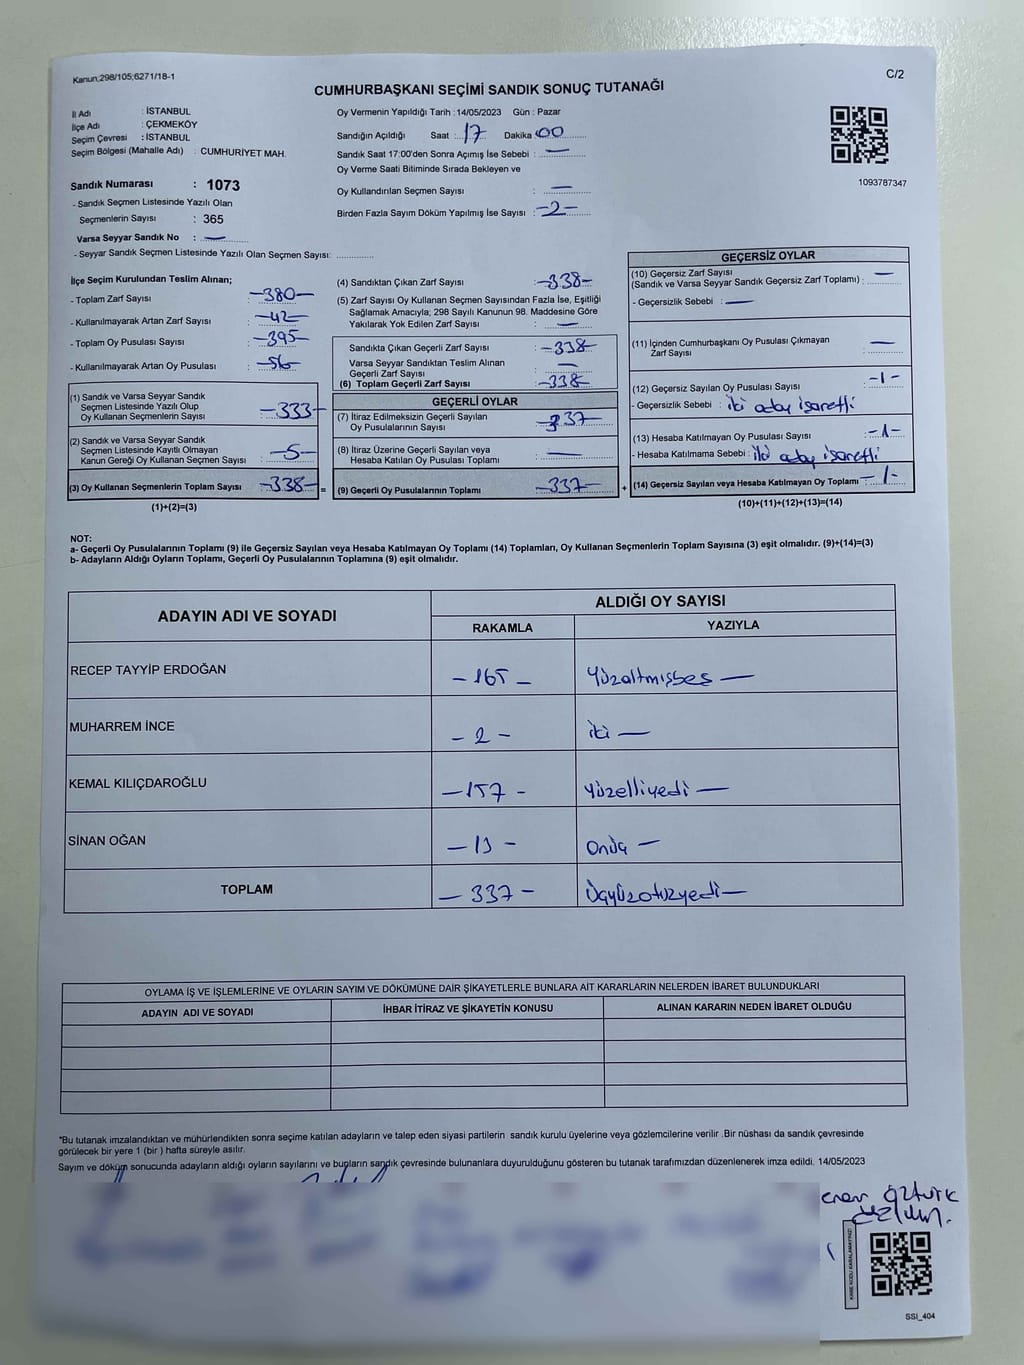 Kanun;298/105;6271/18-1
C/2
CUMHURBAŞKANI SEÇİMİ SANDIK SONUÇ TUTANAĞI
İl Adı : İSTANBUL
İlçe Adı : ÇEKMEKÖY
Seçim Çevresi : İSTANBUL
Seçim Bölgesi (Mahalle Adı) : CUMHURİYET MAH.
Oy Vermenin Yapıldığı Tarih : 14/05/2023 Gün : Pazar
Sandığın Açıldığı Saat : 17 Dakika 00
Sandık Saat 17:00'den Sonra Açımış İse Sebebi : —
Oy Verme Saati Bitiminde Sırada Bekleyen ve
Oy Kullandırılan Seçmen Sayısı : —
Birden Fazla Sayım Döküm Yapılmış İse Sayısı : -2-
1093787347
Sandık Numarası : 1073
- Sandık Seçmen Listesinde Yazılı Olan
Seçmenlerin Sayısı : 365
Varsa Seyyar Sandık No : —
- Seyyar Sandık Seçmen Listesinde Yazılı Olan Seçmen Sayısı:
İlçe Seçim Kurulundan Teslim Alınan;
- Toplam Zarf Sayısı : -380-
- Kullanılmayarak Artan Zarf Sayısı : -42-
- Toplam Oy Pusulası Sayısı : -395-
- Kullanılmayarak Artan Oy Pusulası : -56-
(1) Sandık ve Varsa Seyyar Sandık
Seçmen Listesinde Yazılı Olup
Oy Kullanan Seçmenlerin Sayısı : -333-
(2) Sandık ve Varsa Seyyar Sandık
Seçmen Listesinde Kayıtlı Olmayan
Kanun Gereği Oy Kullanan Seçmen Sayısı : -5-
(3) Oy Kullanan Seçmenlerin Toplam Sayısı : -338- =
(1)+(2)=(3)
(4) Sandıktan Çıkan Zarf Sayısı : -338-
(5) Zarf Sayısı Oy Kullanan Seçmen Sayısından Fazla İse, Eşitliği
Sağlamak Amacıyla; 298 Sayılı Kanunun 98. Maddesine Göre
Yakılarak Yok Edilen Zarf Sayısı : —
Sandıkta Çıkan Geçerli Zarf Sayısı : -338-
Varsa Seyyar Sandıktan Teslim Alınan
Geçerli Zarf Sayısı : —
(6) Toplam Geçerli Zarf Sayısı : -338-
GEÇERLİ OYLAR
(7) İtiraz Edilmeksizin Geçerli Sayılan
Oy Pusulalarının Sayısı : -337-
(8) İtiraz Üzerine Geçerli Sayılan veya
Hesaba Katılan Oy Pusulası Toplamı : —
(9) Geçerli Oy Pusulalarının Toplamı : -337- +
GEÇERSİZ OYLAR
(10) Geçersiz Zarf Sayısı
(Sandık ve Varsa Seyyar Sandık Geçersiz Zarf Toplamı) : —
- Geçersizlik Sebebi : —
(11) İçinden Cumhurbaşkanı Oy Pusulası Çıkmayan
Zarf Sayısı : —
(12) Geçersiz Sayılan Oy Pusulası Sayısı : -1-
- Geçersizlik Sebebi : iki aday işaretli
(13) Hesaba Katılmayan Oy Pusulası Sayısı : -1-
- Hesaba Katılmama Sebebi : iki aday işaretli
(14) Geçersiz Sayılan veya Hesaba Katılmayan Oy Toplamı : -1-
(10)+(11)+(12)+(13)=(14)
NOT:
a- Geçerli Oy Pusulalarının Toplamı (9) ile Geçersiz Sayılan veya Hesaba Katılmayan Oy Toplamı (14) Toplamları, Oy Kullanan Seçmenlerin Toplam Sayısına (3) eşit olmalıdır. (9)+(14)=(3)
b- Adayların Aldığı Oyların Toplamı, Geçerli Oy Pusulalarının Toplamına (9) eşit olmalıdır.
ADAYIN ADI VE SOYADI ALDIĞI OY SAYISI
RAKAMLA YAZIYLA
RECEP TAYYİP ERDOĞAN -165- Yüzaltmışbeş —
MUHARREM İNCE -2- iki —
KEMAL KILIÇDAROĞLU -157- yüzelliyedi —
SİNAN OĞAN -13- Onüç —
TOPLAM -337- Üçyüzotuzyedi —
OYLAMA İŞ VE İŞLEMLERİNE VE OYLARIN SAYIM VE DÖKÜMÜNE DAİR ŞİKAYETLERLE BUNLARA AİT KARARLARIN NELERDEN İBARET BULUNDUKLARI
ADAYIN ADI VE SOYADI İHBAR İTİRAZ VE ŞİKAYETİN KONUSU ALINAN KARARIN NEDEN İBARET OLDUĞU
*Bu tutanak imzalandıktan ve mühürlendikten sonra seçime katılan adayların ve talep eden siyasi partilerin sandık kurulu üyelerine veya gözlemcilerine verilir .Bir nüshası da sandık çevresinde
görülecek bir yere 1 (bir ) hafta süreyle asılır.
Sayım ve döküm sonucunda adayların aldığı oyların sayılarını ve bunların sandık çevresinde bulunanlara duyurulduğunu gösteren bu tutanak tarafımızdan düzenlenerek imza edildi. 14/05/2023
öztürk
KARE KODU KARALAMAYINIZ!
SSI_404